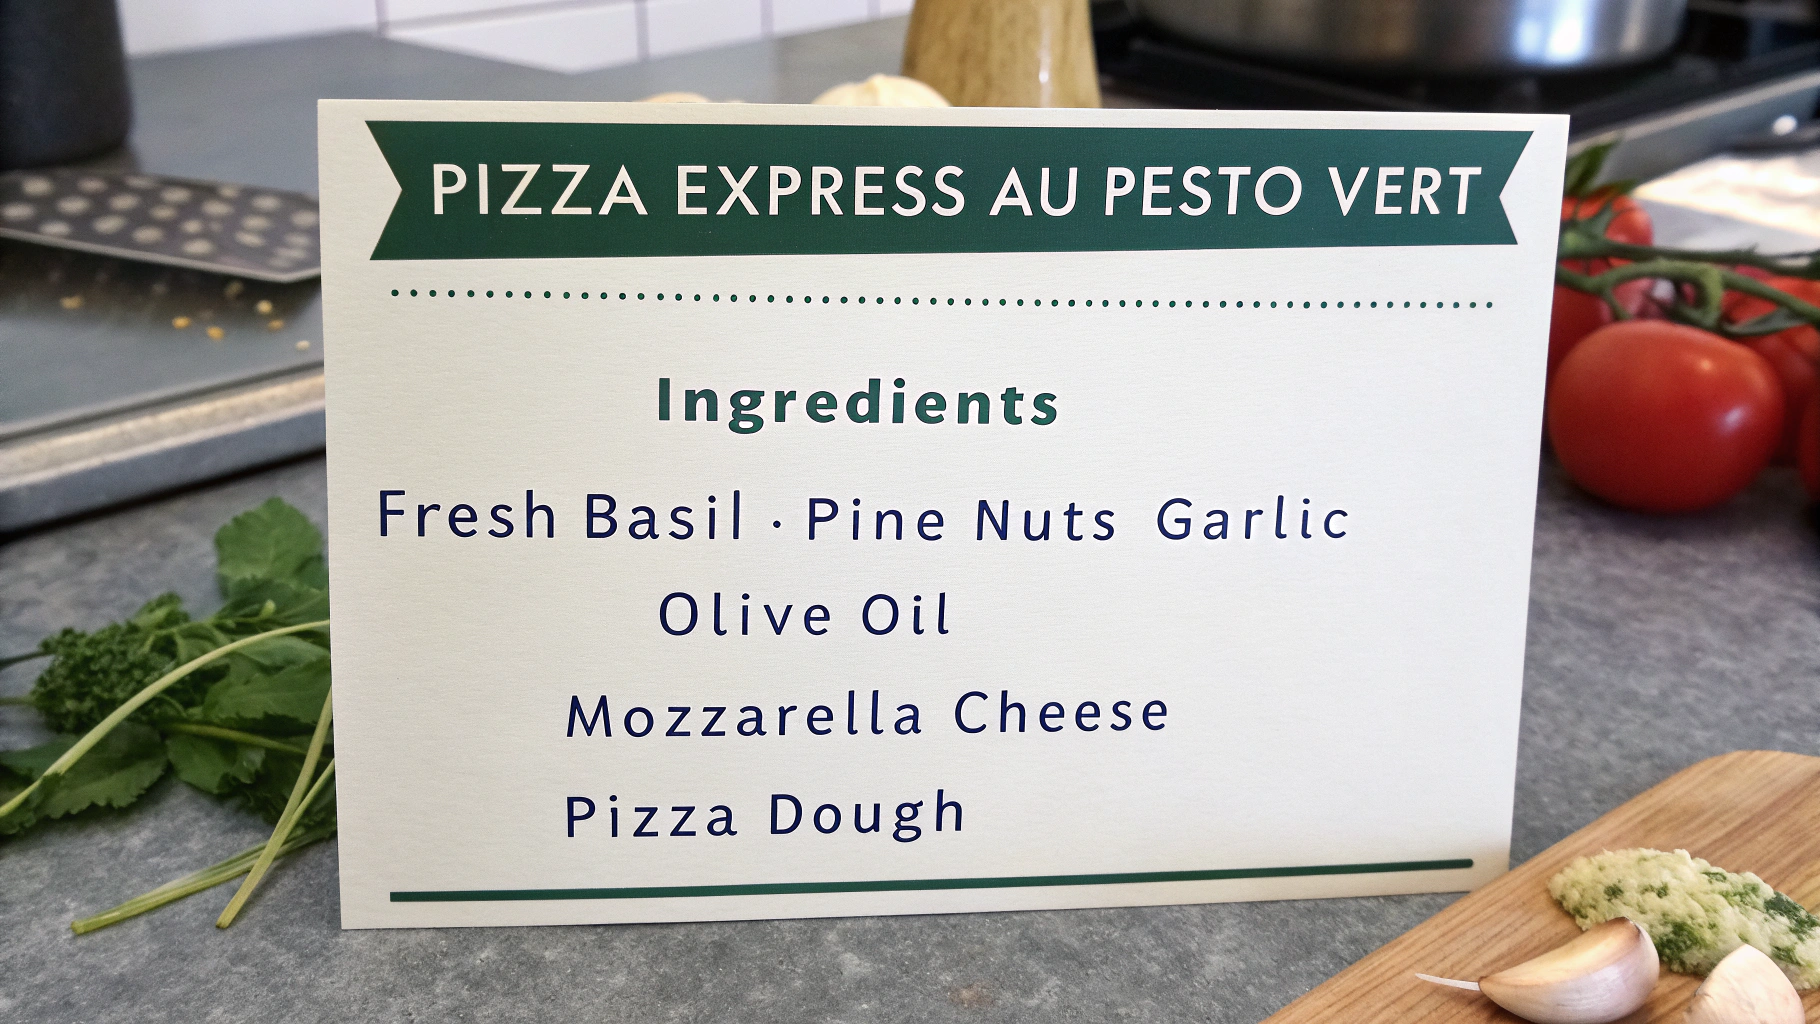 PIZZA EXPRESS AU PESTO VERT
Ingredients
Fresh Basil · Pine Nuts Garlic
Olive Oil
Mozzarella Cheese
Pizza Dough